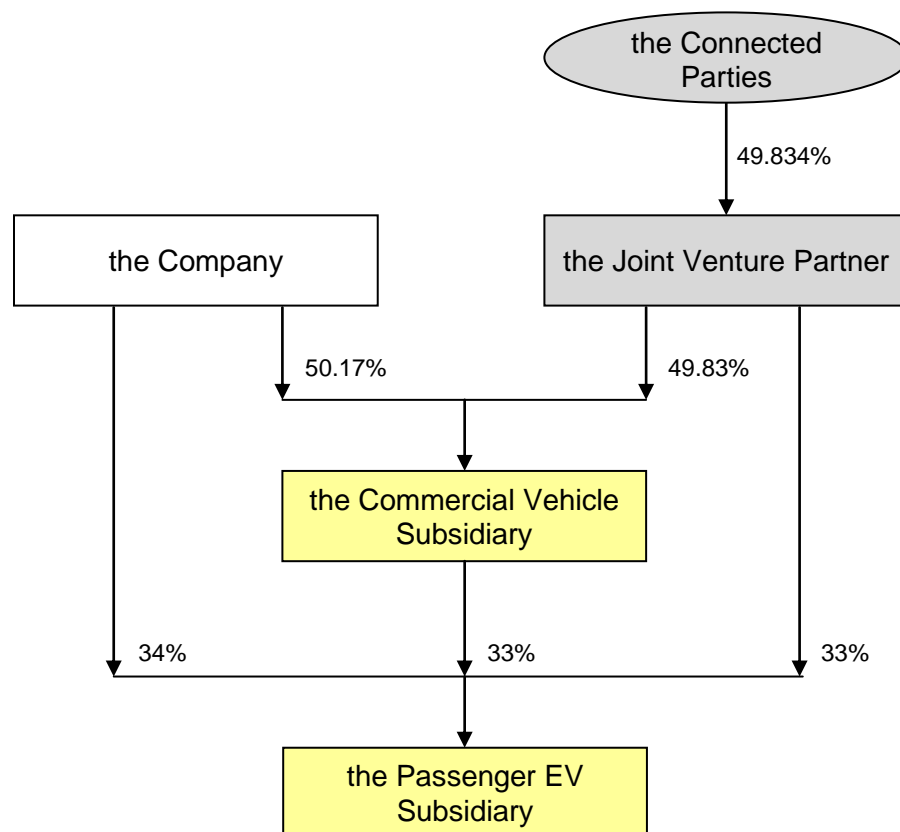 the Connected
Parties
49.834%
the Company
the Joint Venture Partner
50.17%
49.83%
the Commercial Vehicle
Subsidiary
34%
33%
33%
the Passenger EV
Subsidiary